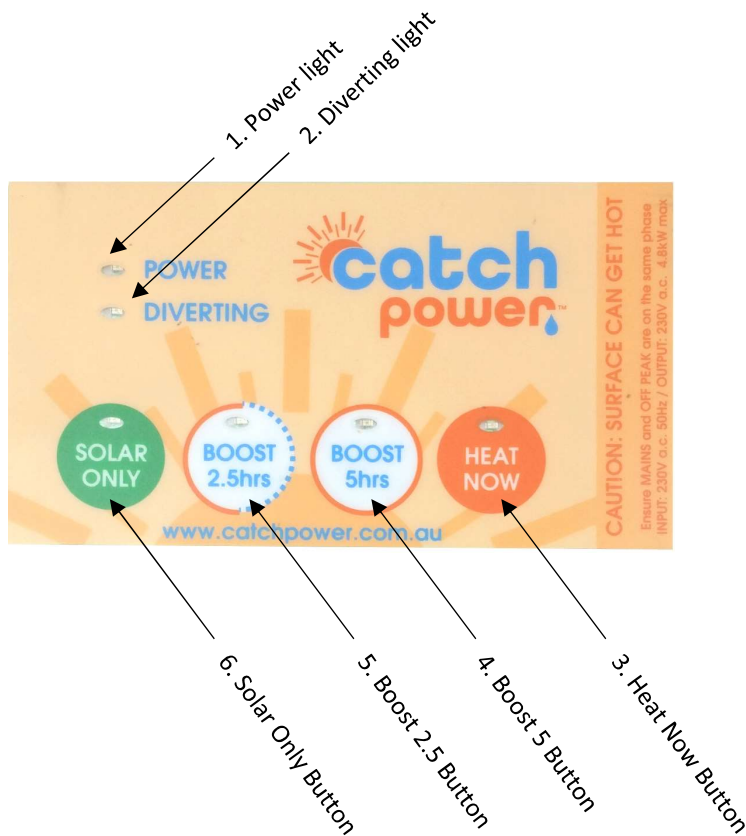 1. Power light
2. Diverting light
POWER
DIVERTING
catch
power™
SOLAR
ONLY
BOOST
2.5hrs
BOOST
5hrs
HEAT
NOW
www.catchpower.com.au
CAUTION: SURFACE CAN GET HOT
Ensure MAINS and OFF PEAK are on the same phase
INPUT: 230V a.c. 50Hz / OUTPUT: 230V a.c. 4.8kW max
6. Solar Only Button
5. Boost 2.5 Button
4. Boost 5 Button
3. Heat Now Button